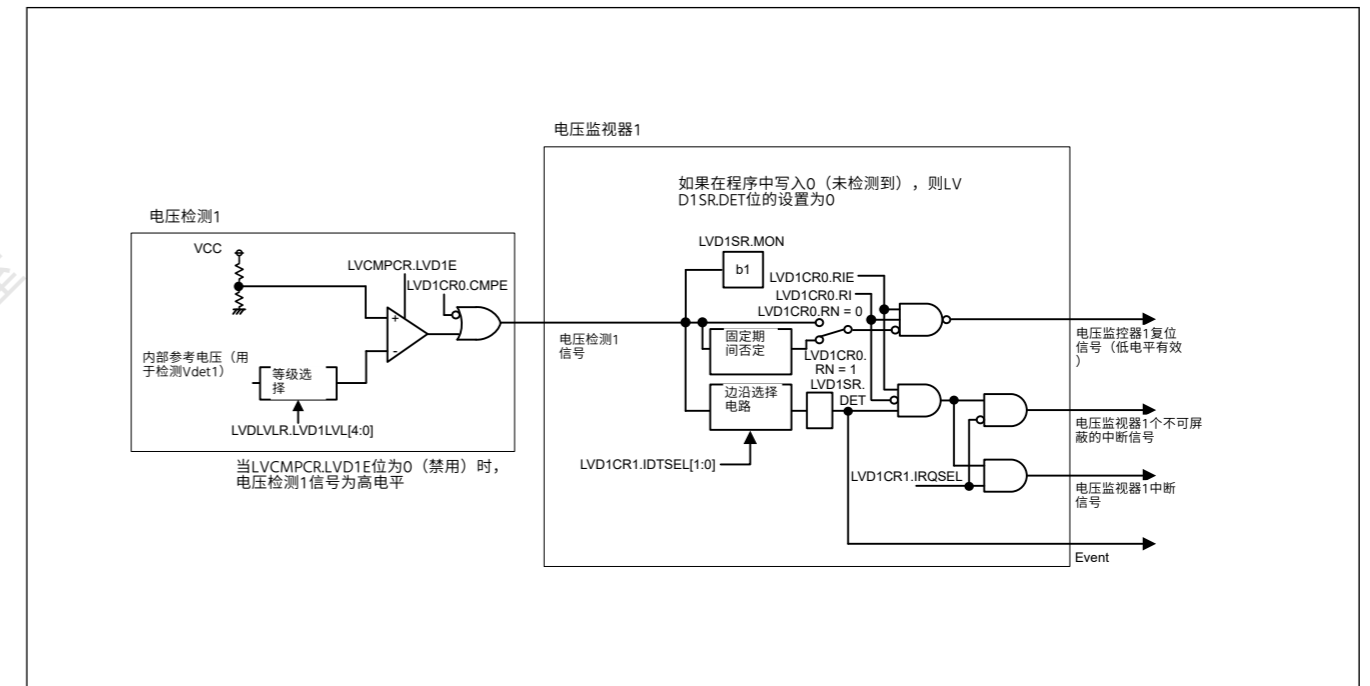 电压监视器1
如果在程序中写入0（未检测到），则LV
D1SR.DET位的设置为0
电压检测1
VCC
LVCMPCR.LVD1E
LVD1CR0.CMPE
内部参考电压（用
于检测Vdet1）
等级选
择
LVDLVLR.LVD1LVL[4:0]
当LVCMPCR.LVD1E位为0（禁用）时，
电压检测1信号为高电平
+
-
电压检测1
信号
LVD1SR.MON
b1
LVD1CR0.RIE
LVD1CR0.RI
LVD1CR0.RN = 0
固定期
间否定
LVD1CR0.
RN = 1
LVD1SR.
DET
边沿选择
电路
LVD1CR1.IDTSEL[1:0]
LVD1CR1.IRQSEL
电压监控器1复位
信号（低电平有效
）
电压监视器1个不可屏
蔽的中断信号
电压监视器1中断
信号
Event